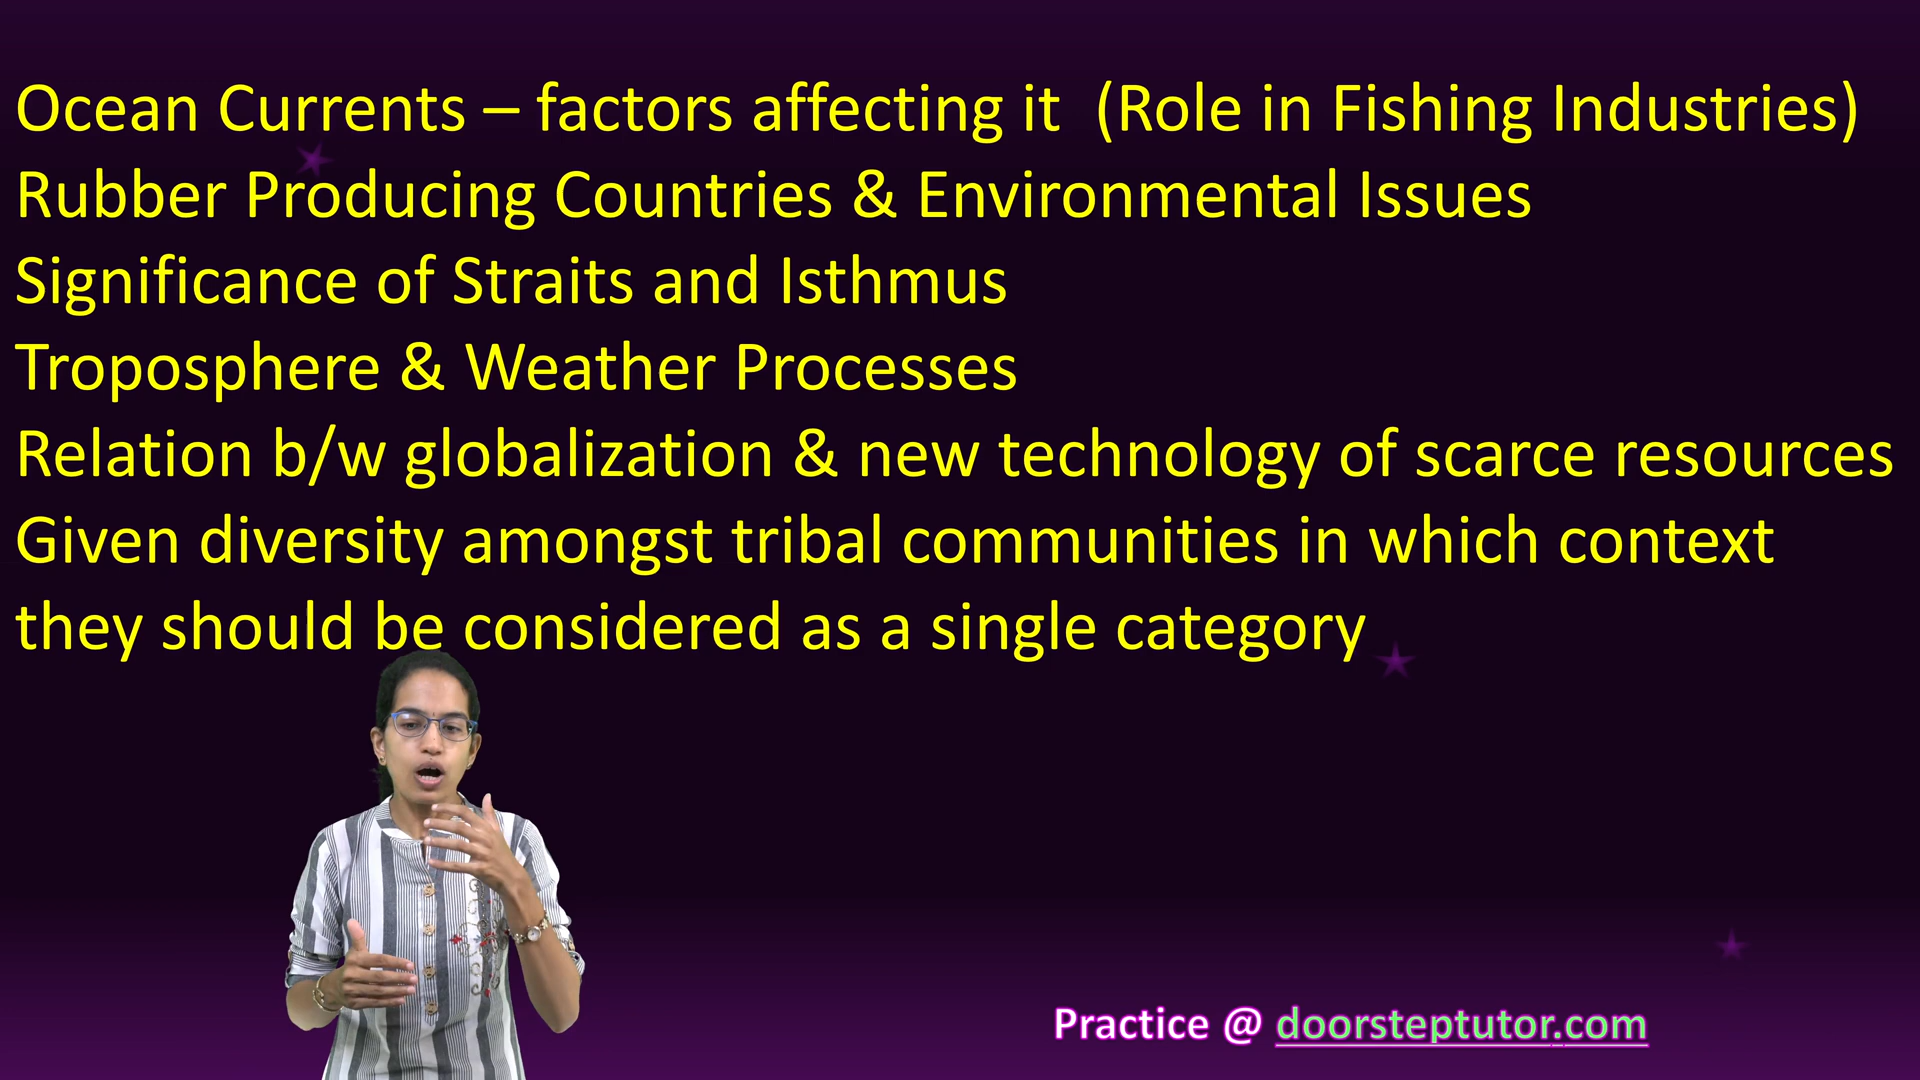 Ocean Currents – factors affecting it (Role in Fishing Industries)
Rubber Producing Countries & Environmental Issues
Significance of Straits and Isthmus
Troposphere & Weather Processes
Relation b/w globalization & new technology of scarce resources
Given diversity amongst tribal communities in which context
they should be considered as a single category
Practice @ doorsteptutor.com